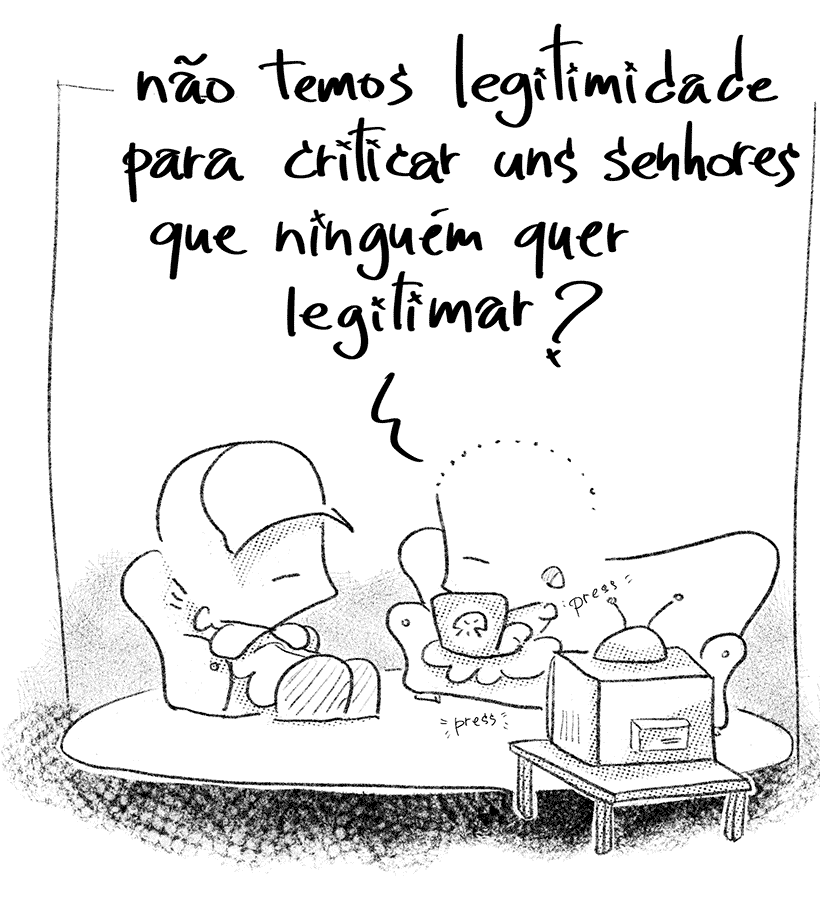 não temos legitimidade
para criticar uns senhores
que ninguém quer
legitimar?
press
press